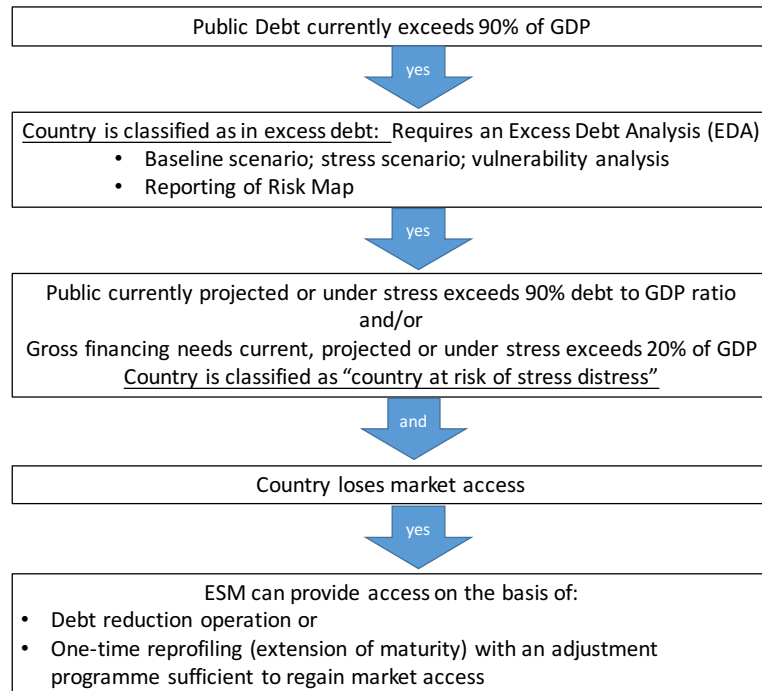 Public Debt currently exceeds 90% of GDP
yes
Country is classified as in excess debt: Requires an Excess Debt Analysis (EDA)
• Baseline scenario; stress scenario; vulnerability analysis
• Reporting of Risk Map
yes
Public currently projected or under stress exceeds 90% debt to GDP ratio
and/or
Gross financing needs current, projected or under stress exceeds 20% of GDP
Country is classified as “country at risk of stress distress”
and
Country loses market access
yes
ESM can provide access on the basis of:
• Debt reduction operation or
• One-time reprofiling (extension of maturity) with an adjustment
programme sufficient to regain market access